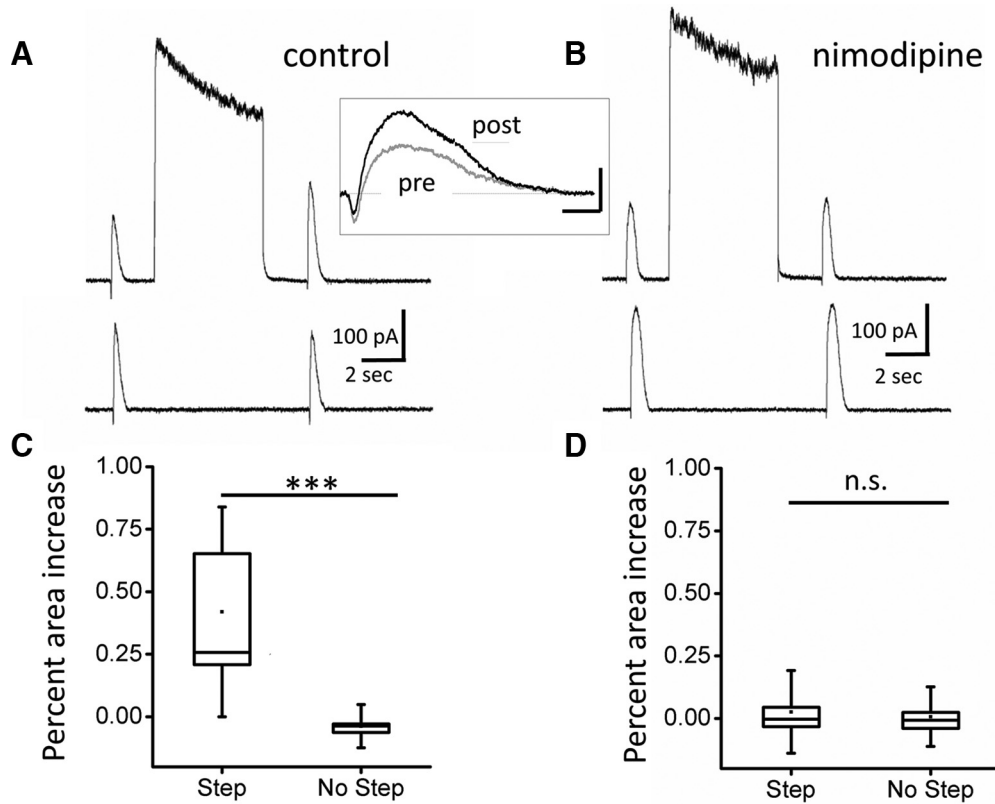 A
control
B
nimodipine
post
pre
100 pA
2 sec
100 pA
2 sec
C
Percent area increase
1.00
0.75
0.50
0.25
0.00
***
Step
No Step
D
Percent area increase
1.00
0.75
0.50
0.25
0.00
n.s.
Step
No Step